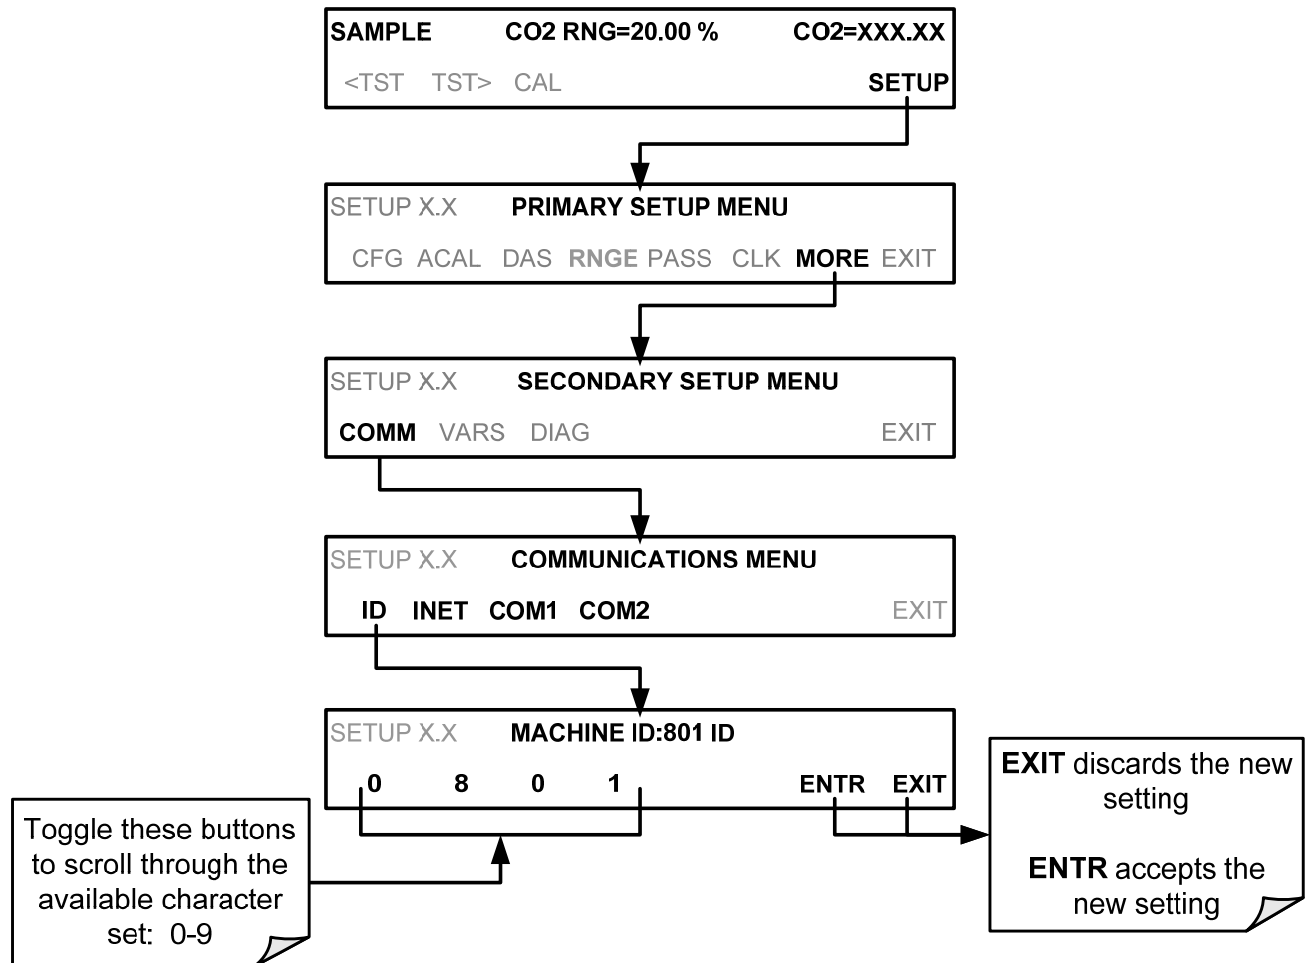 SAMPLE CO2 RNG=20.00 % CO2=XXX.XX
<TST TST> CAL SETUP
SETUP X.X PRIMARY SETUP MENU
CFG ACAL DAS RNGE PASS CLK MORE EXIT
SETUP X.X SECONDARY SETUP MENU
COMM VARS DIAG EXIT
SETUP X.X COMMUNICATIONS MENU
ID INET COM1 COM2 EXIT
SETUP X.X MACHINE ID:801 ID
0 8 0 1 ENTR EXIT
Toggle these buttons
to scroll through the
available character
set: 0-9
EXIT discards the new
setting
ENTR accepts the
new setting